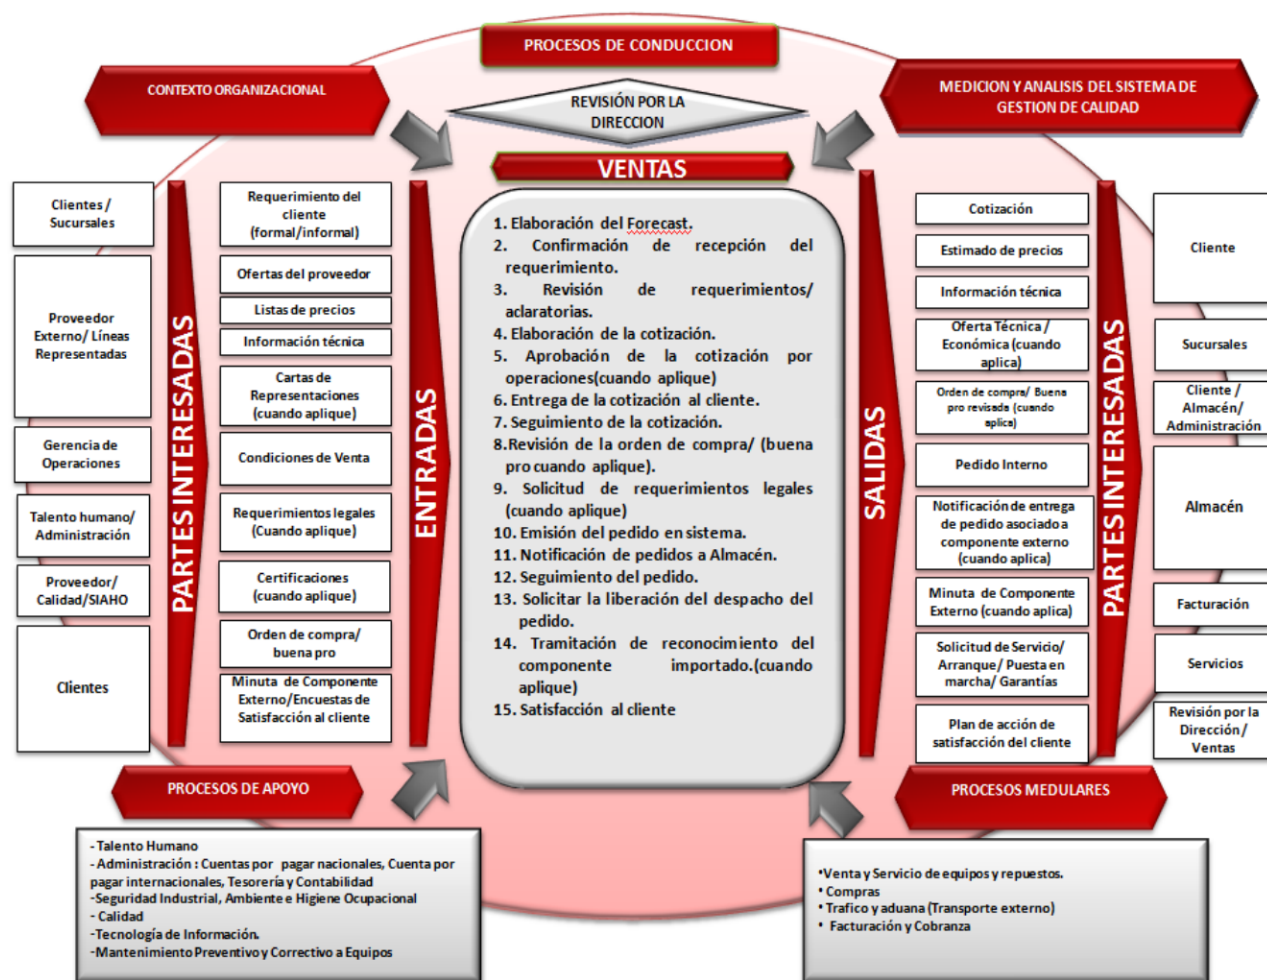 PROCESOS DE CONDUCCION
CONTEXTO ORGANIZACIONAL
REVISIÓN POR LA
DIRECCION
MEDICION Y ANALISIS DEL SISTEMA DE
GESTION DE CALIDAD
VENTAS
Clientes /
Sucursales
Proveedor
Externo/ Líneas
Representadas
Gerencia de
Operaciones
Talento humano/
Administración
Proveedor/
Calidad/SIAHO
Clientes
PARTES INTERESADAS
Requerimiento del
cliente
(formal/informal)
Ofertas del proveedor
Listas de precios
Información técnica
Cartas de
Representaciones
(cuando aplique)
Condiciones de Venta
Requerimientos legales
(Cuando aplique)
Certificaciones
(cuando aplique)
Orden de compra/
buena pro
Minuta de Componente
Externo/Encuestas de
Satisfacción al cliente
ENTRADAS
1. Elaboración del Forecast.
2. Confirmación de recepción del
requerimiento.
3. Revisión de requerimientos/
aclaratorias.
4. Elaboración de la cotización.
5. Aprobación de la cotización por
operaciones(cuando aplique)
6. Entrega de la cotización al cliente.
7. Seguimiento de la cotización.
8.Revisión de la orden de compra/ (buena
pro cuando aplique).
9. Solicitud de requerimientos legales
(cuando aplique)
10. Emisión del pedido en sistema.
11. Notificación de pedidos a Almacén.
12. Seguimiento del pedido.
13. Solicitar la liberación del despacho del
pedido.
14. Tramitación de reconocimiento del
componente importado.(cuando
aplique)
15. Satisfacción al cliente
SALIDAS
Cotización
Estimado de precios
Información técnica
Oferta Técnica /
Económica (cuando
aplica)
Orden de compra/ Buena
pro revisada (cuando
aplica)
Pedido Interno
Notificación de entrega
de pedido asociado a
componente externo
(cuando aplica)
Minuta de Componente
Externo (cuando aplica)
Solicitud de Servicio/
Arranque/ Puesta en
marcha/ Garantías
Plan de acción de
satisfacción del cliente
PARTES INTERESADAS
Cliente
Sucursales
Cliente /
Almacén/
Administración
Almacén
Facturación
Servicios
Revisión por la
Dirección /
Ventas
PROCESOS DE APOYO
- Talento Humano
- Administración : Cuentas por pagar nacionales, Cuenta por
pagar internacionales, Tesorería y Contabilidad
-Seguridad Industrial, Ambiente e Higiene Ocupacional
- Calidad
-Tecnología de Información.
-Mantenimiento Preventivo y Correctivo a Equipos
PROCESOS MEDULARES
•Venta y Servicio de equipos y repuestos.
• Compras
• Trafico y aduana (Transporte externo)
• Facturación y Cobranza